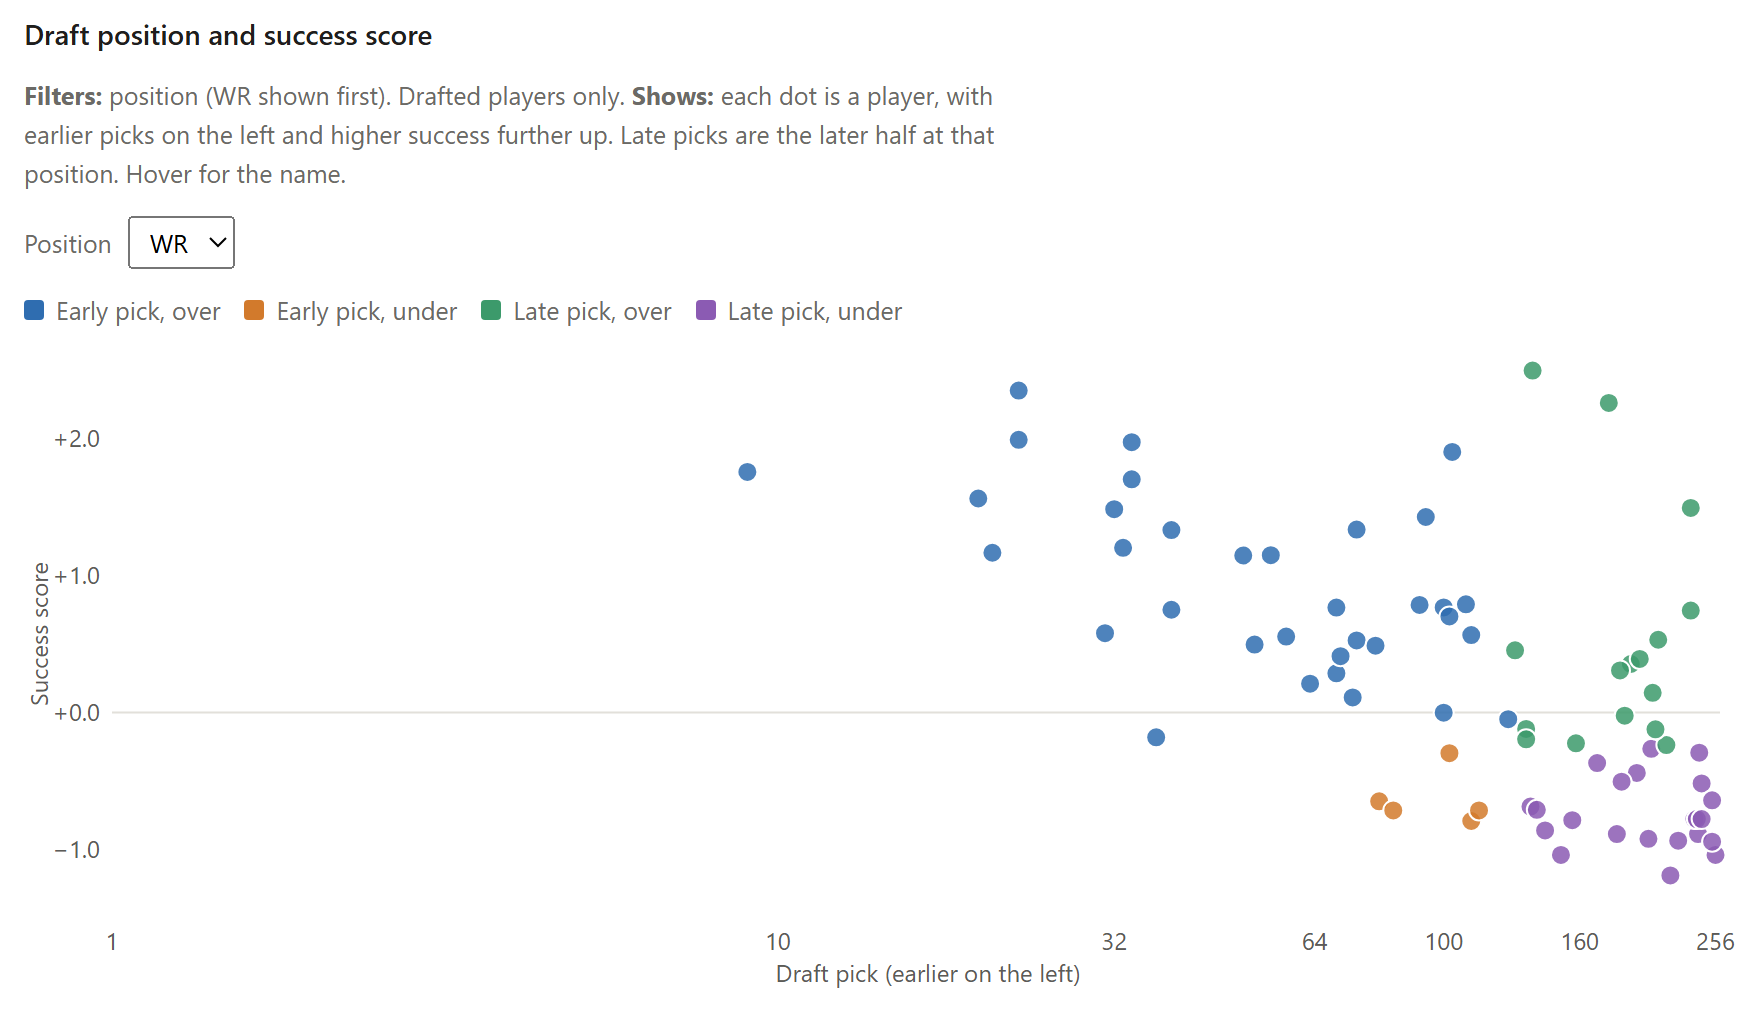 Draft position and success score
Filters: position (WR shown first). Drafted players only. Shows: each dot is a player, with
earlier picks on the left and higher success further up. Late picks are the later half at that
position. Hover for the name.
Position WR
Early pick, over Early pick, under Late pick, over Late pick, under
+2.0
+1.0
Success score
+0.0
−1.0
1 10 32 64 100 160 256
Draft pick (earlier on the left)